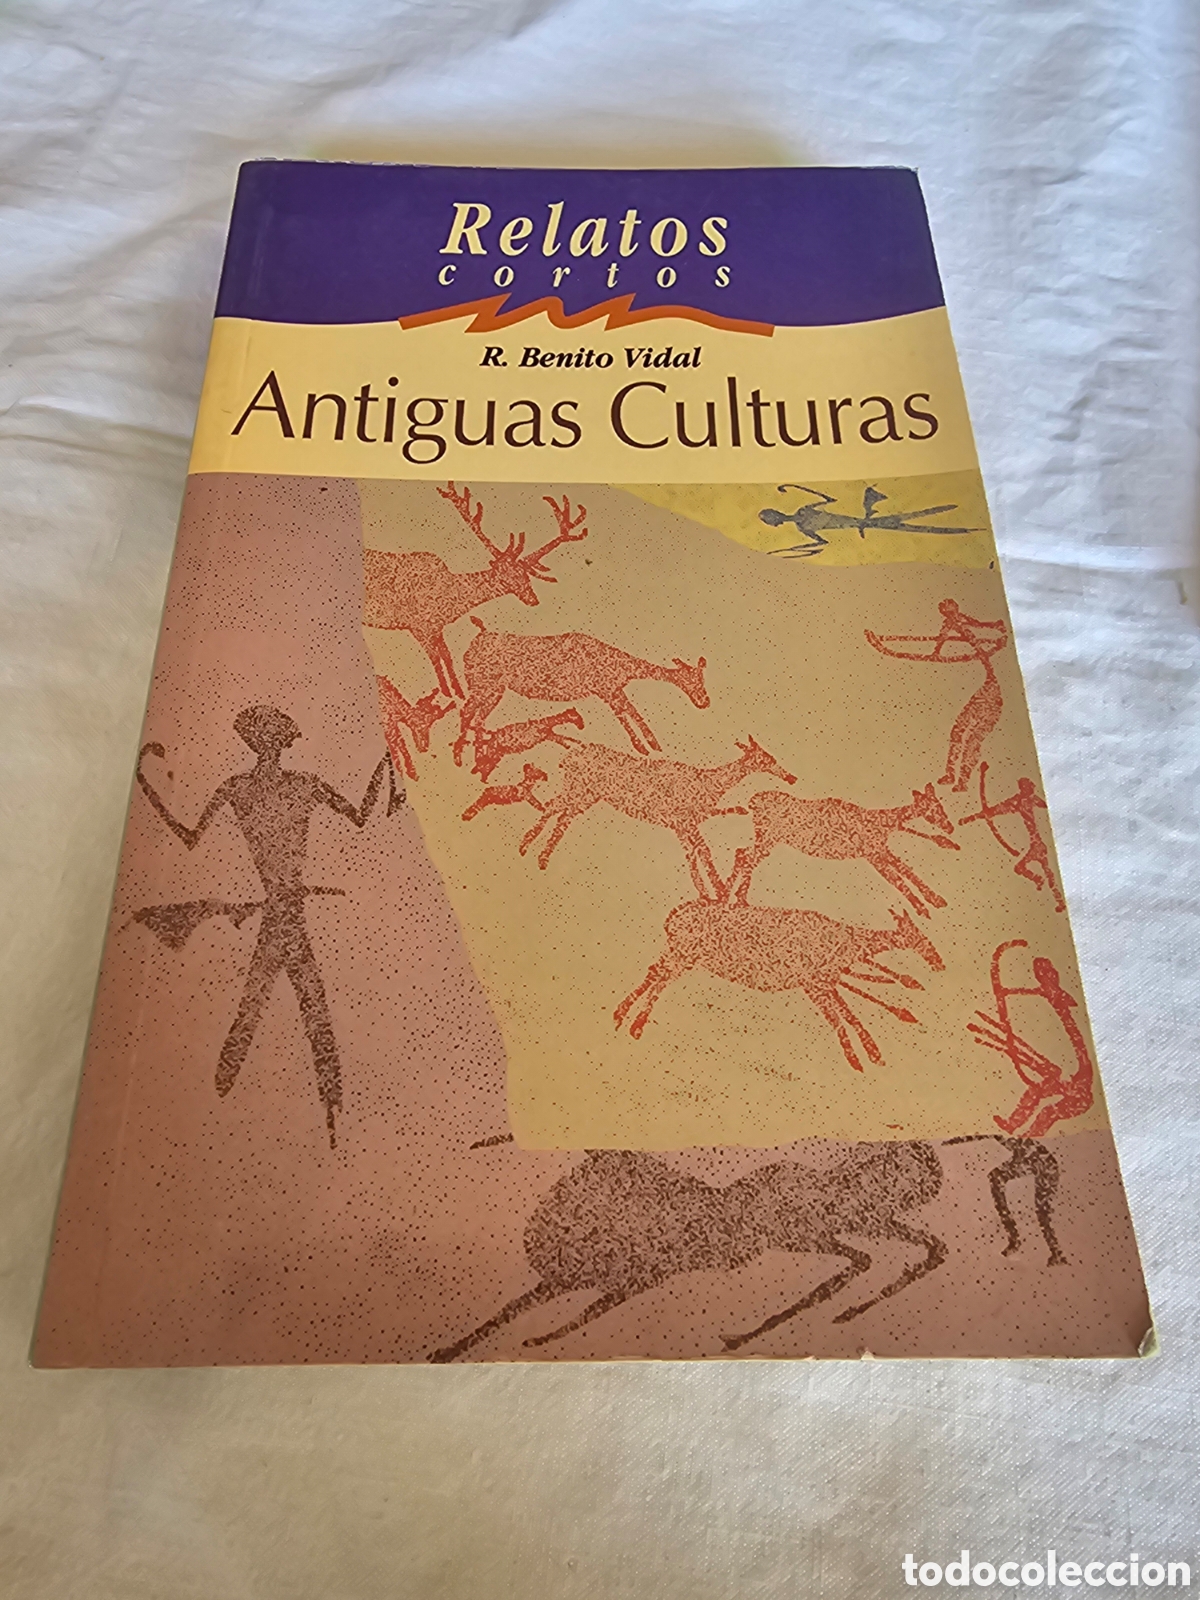 Relatos
cortos
R. Benito Vidal
Antiguas Culturas
todocoleccion